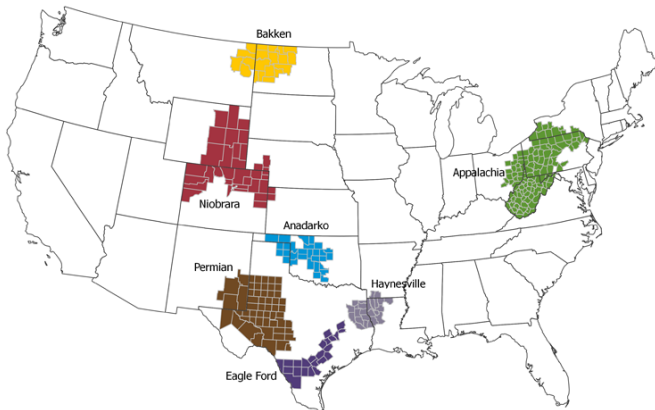 Bakken
Appalachia
Niobrara
Anadarko
Permian
Haynesville
Eagle Ford